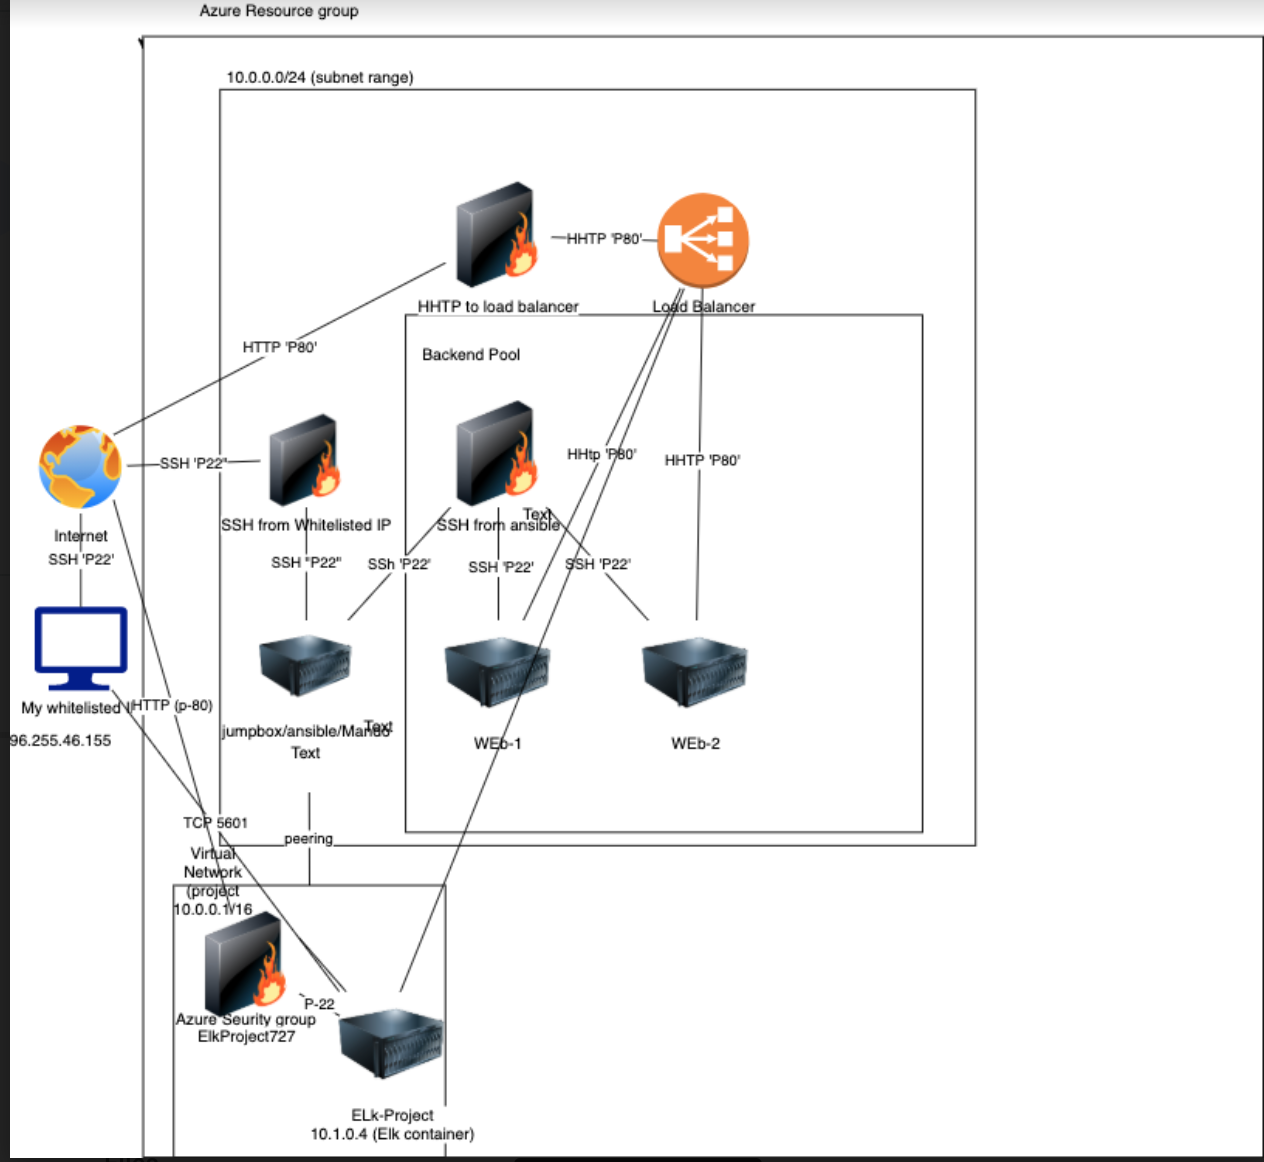 Azure Resource group
10.0.0.0/24 (subnet range)
HHTP 'P80'
HHTP to load balancer
Load Balancer
HTTP 'P80'
Backend Pool
SSH 'P22"
HHtp 'P80'
HHTP 'P80'
SSH from Whitelisted IP
Text
SSH from ansible
Internet
SSH 'P22'
SSH "P22"
SSh 'P22'
SSH 'P22'
SSH 'P22'
My whitelisted I
HTTP (p-80)
96.255.46.155
jumpbox/ansible/Mando
Text
Text
WEb-1
WEb-2
TCP 5601
peering
Virtual
Network
(project
10.0.0.1/16
P-22
Azure Seurity group
ElkProject727
ELk-Project
10.1.0.4 (Elk container)